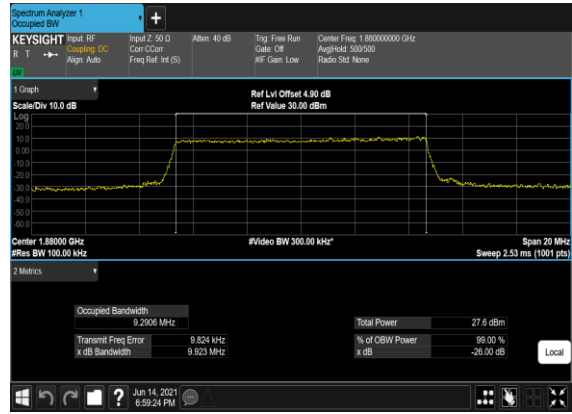 Spectrum Analyzer 1
Occupied BW
+
KEYSIGHT Input: RF Input Z: 50 Ω Atten: 40 dB Trig: Free Run Center Freq: 1.880000000 GHz
R T Coupling: DC Corr CCorr Gate: Off Avg|Hold: 500/500
Align: Auto Freq Ref: Int (S) #IF Gain: Low Radio Std: None
LW
1 Graph Ref Lvl Offset 4.90 dB
Scale/Div 10.0 dB Ref Value 30.00 dBm
Log
20.0
10.0
0.00
-10.0
-20.0
-30.0
-40.0
-50.0
-60.0
Center 1.88000 GHz #Video BW 300.00 kHz* Span 20 MHz
#Res BW 100.00 kHz Sweep 2.53 ms (1001 pts)
2 Metrics
Occupied Bandwidth
9.2906 MHz Total Power 27.6 dBm
Transmit Freq Error 9.824 kHz % of OBW Power 99.00 %
x dB Bandwidth 9.923 MHz x dB -26.00 dB
Local
? Jun 14, 2021
6:59:24 PM